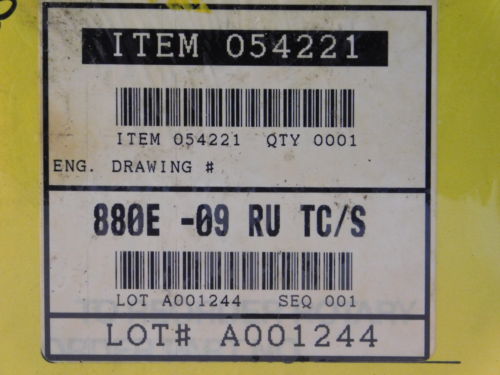 ITEM 054221
ITEM 054221 QTY 0001
ENG. DRAWING #
880E -09 RU TC/S
LOT A001244 SEQ 001
LOT# A001244